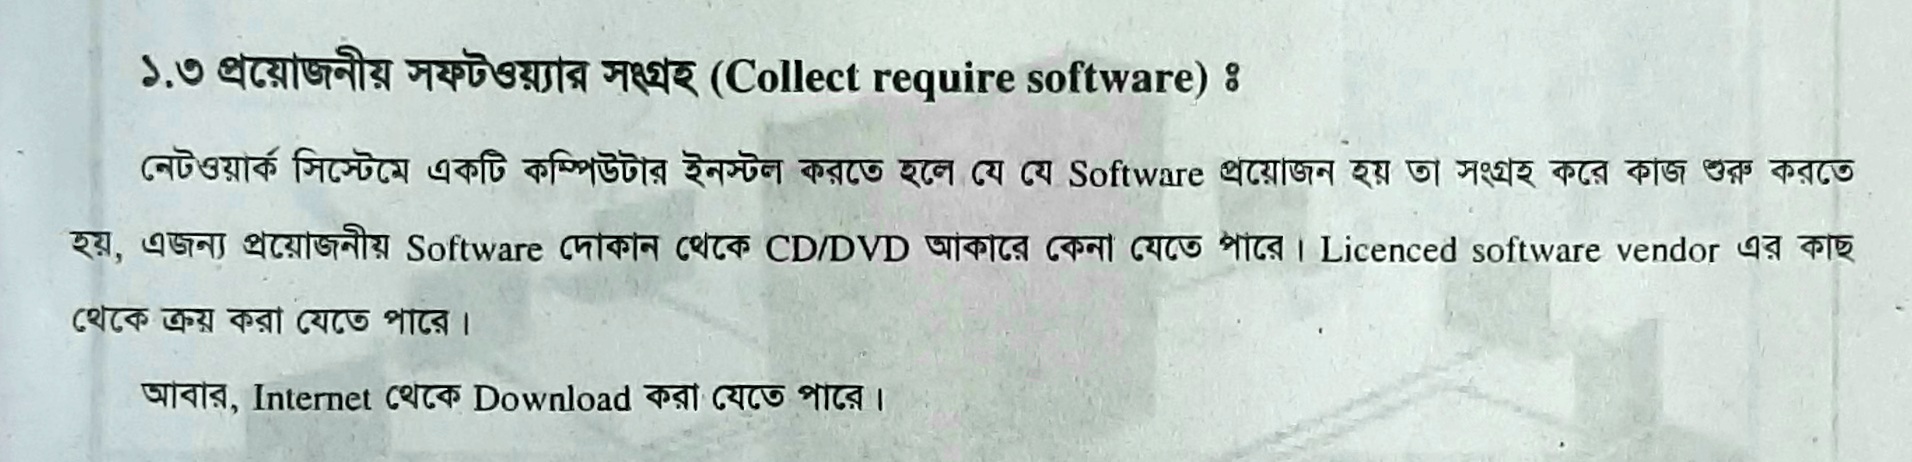 ১.৩ প্রয়োজনীয় সফটওয়্যার সংগ্রহ (Collect require software) ঃ
নেটওয়ার্ক সিস্টেমে একটি কম্পিউটার ইনস্টল করতে হলে যে যে Software প্রয়োজন হয় তা সংগ্রহ করে কাজ শুরু করতে
হয়, এজন্য প্রয়োজনীয় Software দোকান থেকে CD/DVD আকারে কেনা যেতে পারে। Licenced software vendor এর কাছ
থেকে ক্রয় করা যেতে পারে।
আবার, Internet থেকে Download করা যেতে পারে।